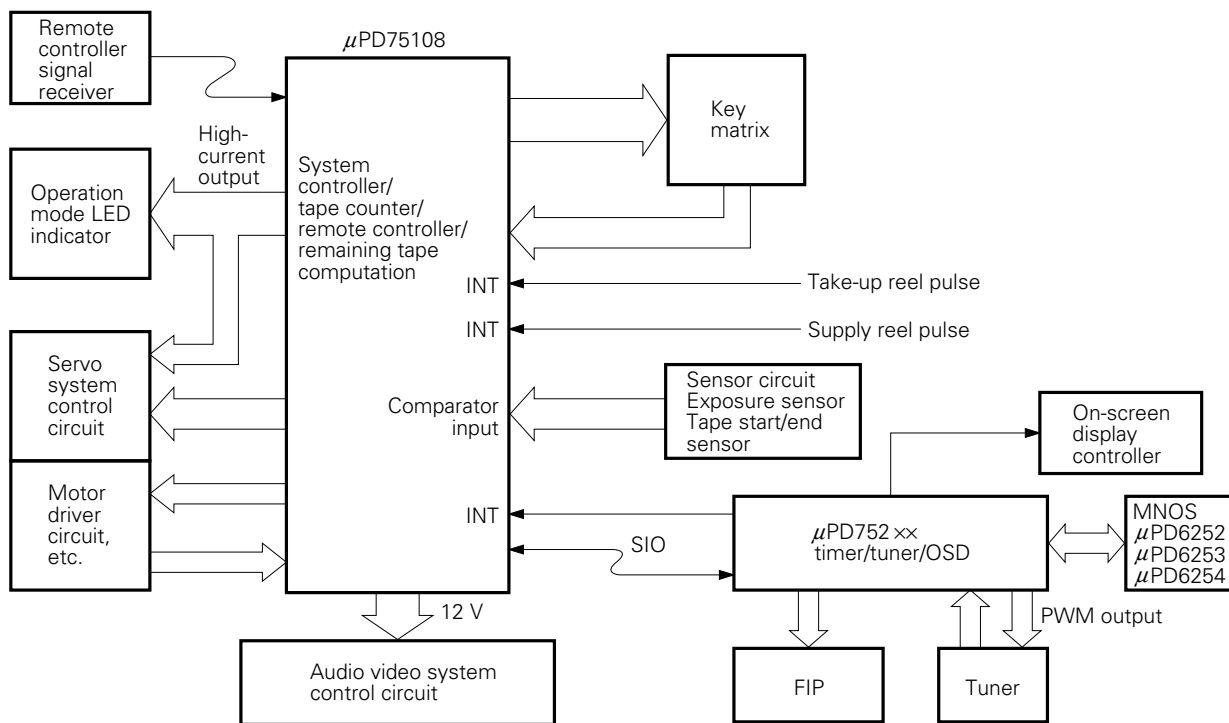 Remote
controller
signal
receiver
μPD75108
Key
matrix
High-
current
output
Operation
mode LED
indicator
System
controller/
tape counter/
remote controller/
remaining tape
computation
INT
Take-up reel pulse
INT
Supply reel pulse
Servo
system
control
circuit
Comparator
input
Sensor circuit
Exposure sensor
Tape start/end
sensor
On-screen
display
controller
Motor
driver
circuit,
etc.
INT
SIO
μPD752××
timer/tuner/OSD
MNOS
μPD6252
μPD6253
μPD6254
12 V
PWM output
Audio video system
control circuit
FIP
Tuner